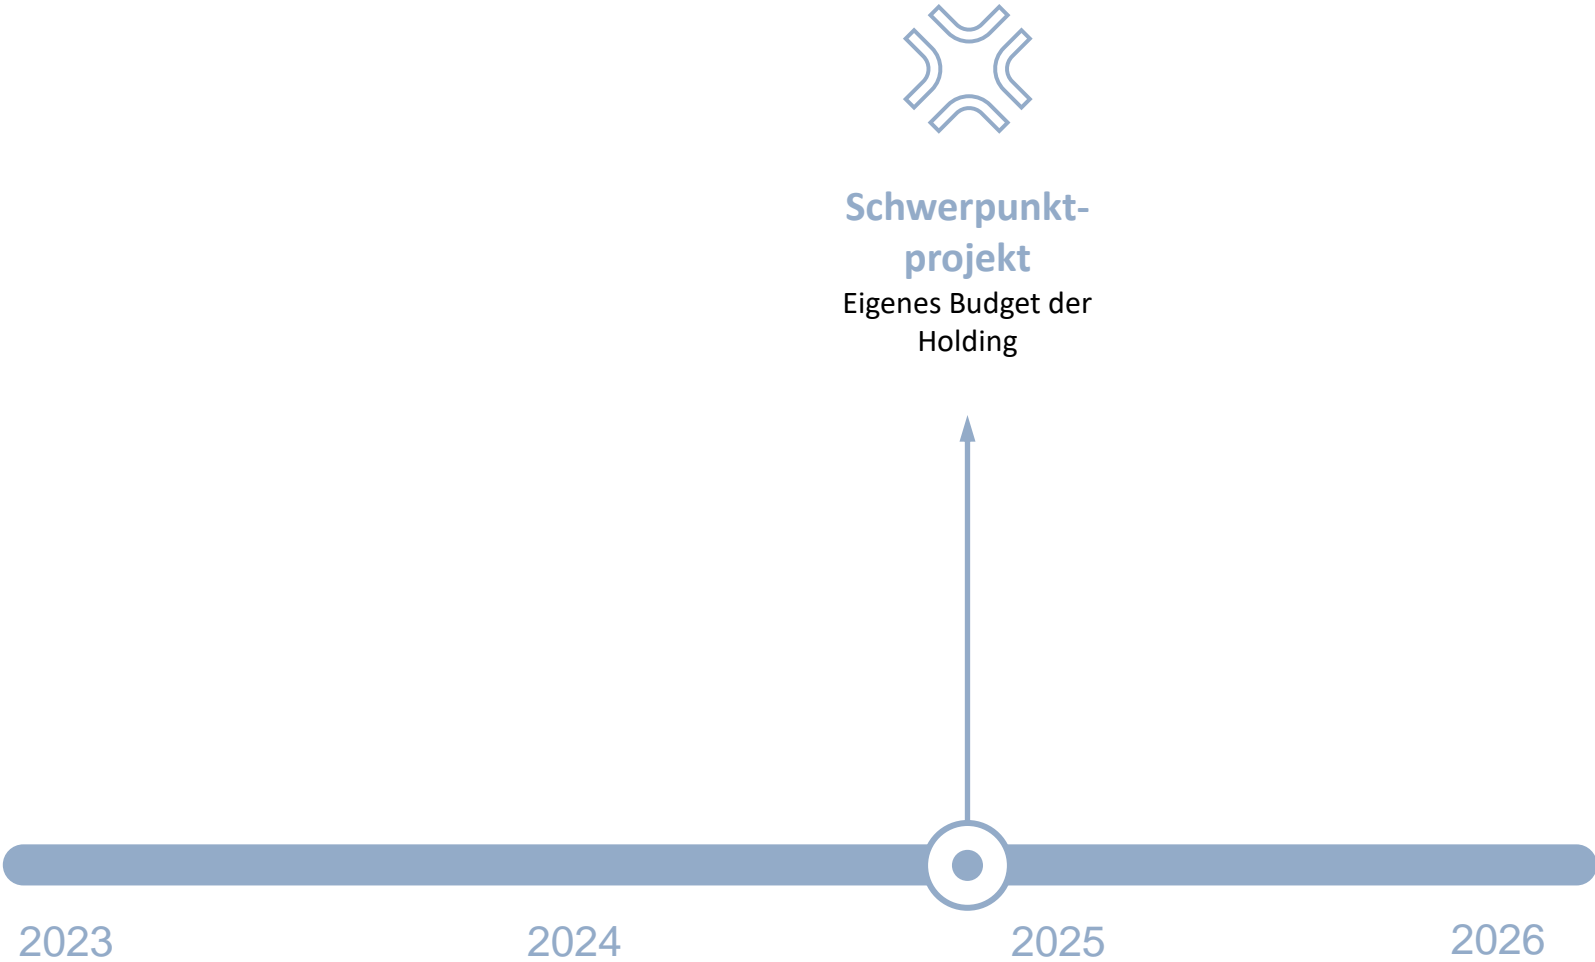 Schwerpunkt-
projekt
Eigenes Budget der
Holding
2023
2024
2025
2026